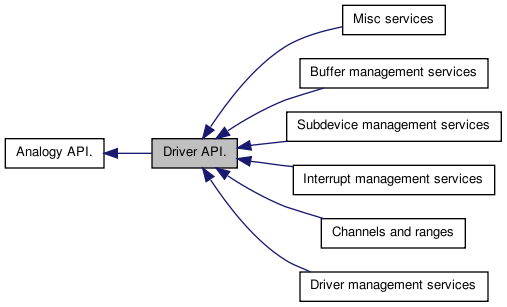 Misc services
Buffer management services
Subdevice management services
Analogy API.
Driver API.
Interrupt management services
Channels and ranges
Driver management services